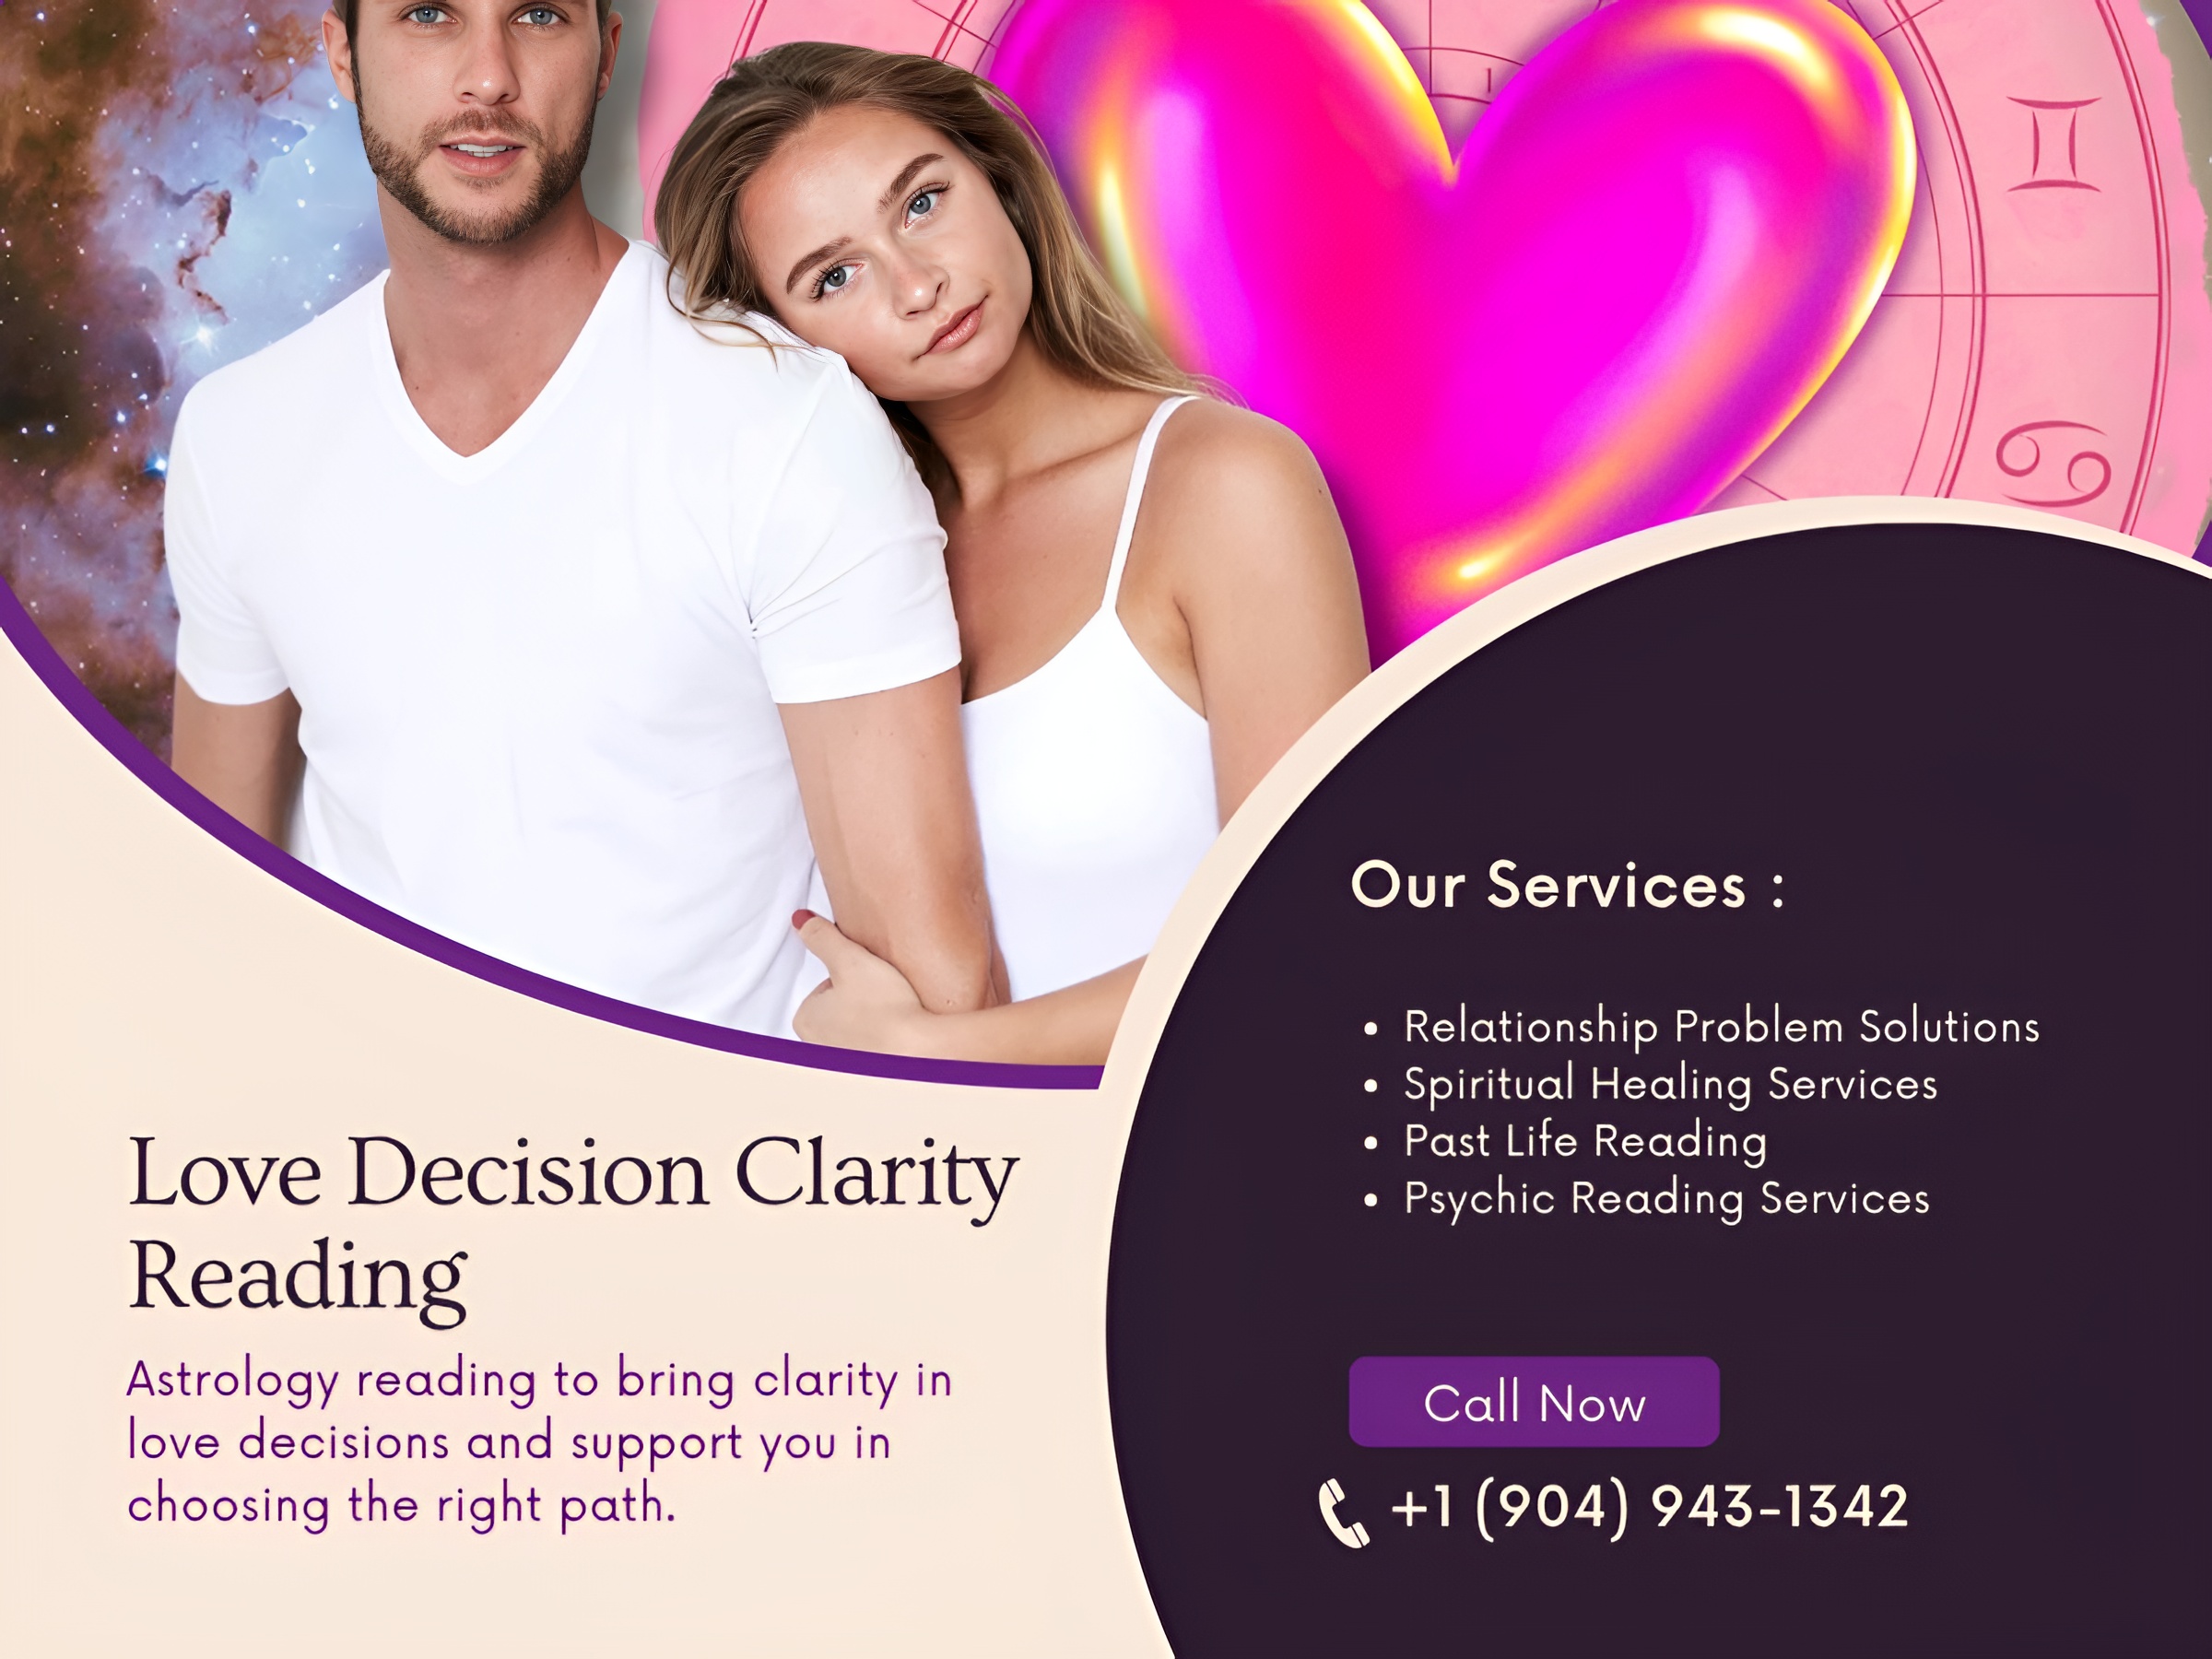 Love Decision Clarity
Reading
Astrology reading to bring clarity in
love decisions and support you in
choosing the right path.
Our Services :
• Relationship Problem Solutions
• Spiritual Healing Services
• Past Life Reading
• Psychic Reading Services
Call Now
+1 (904) 943-1342